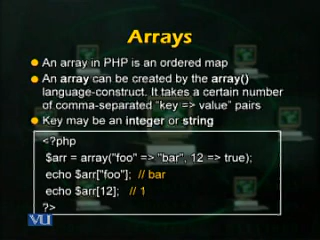 Arrays
An array in PHP is an ordered map
An array can be created by the array()
language-construct. It takes a certain number
of comma-separated "key => value" pairs
Key may be an integer or string
<?php
$arr = array("foo" => "bar", 12 => true);
echo $arr["foo"]; // bar
echo $arr[12]; // 1
?>
VU